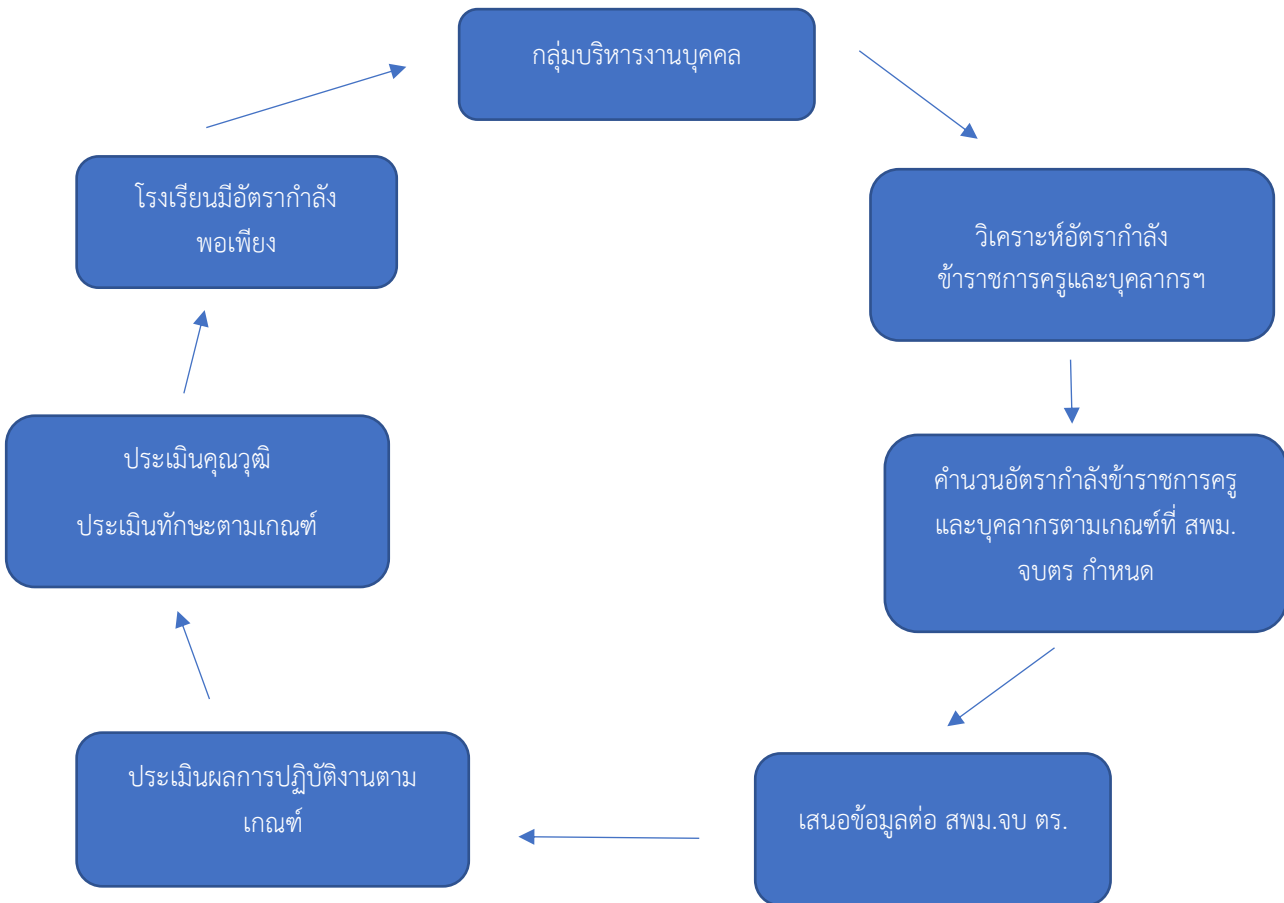 กลุ่มบริหารงานบุคคล
วิเคราะห์อัตรากำลัง
ข้าราชการครูและบุคลากรฯ
คำนวนอัตรากำลังข้าราชการครู
และบุคลากรตามเกณฑ์ที่ สพม.
จบตร กำหนด
เสนอข้อมูลต่อ สพม.จบ ตร.
ประเมินผลการปฏิบัติงานตาม
เกณฑ์
ประเมินคุณวุฒิ
ประเมินทักษะตามเกณฑ์
โรงเรียนมีอัตรากำลัง
พอเพียง